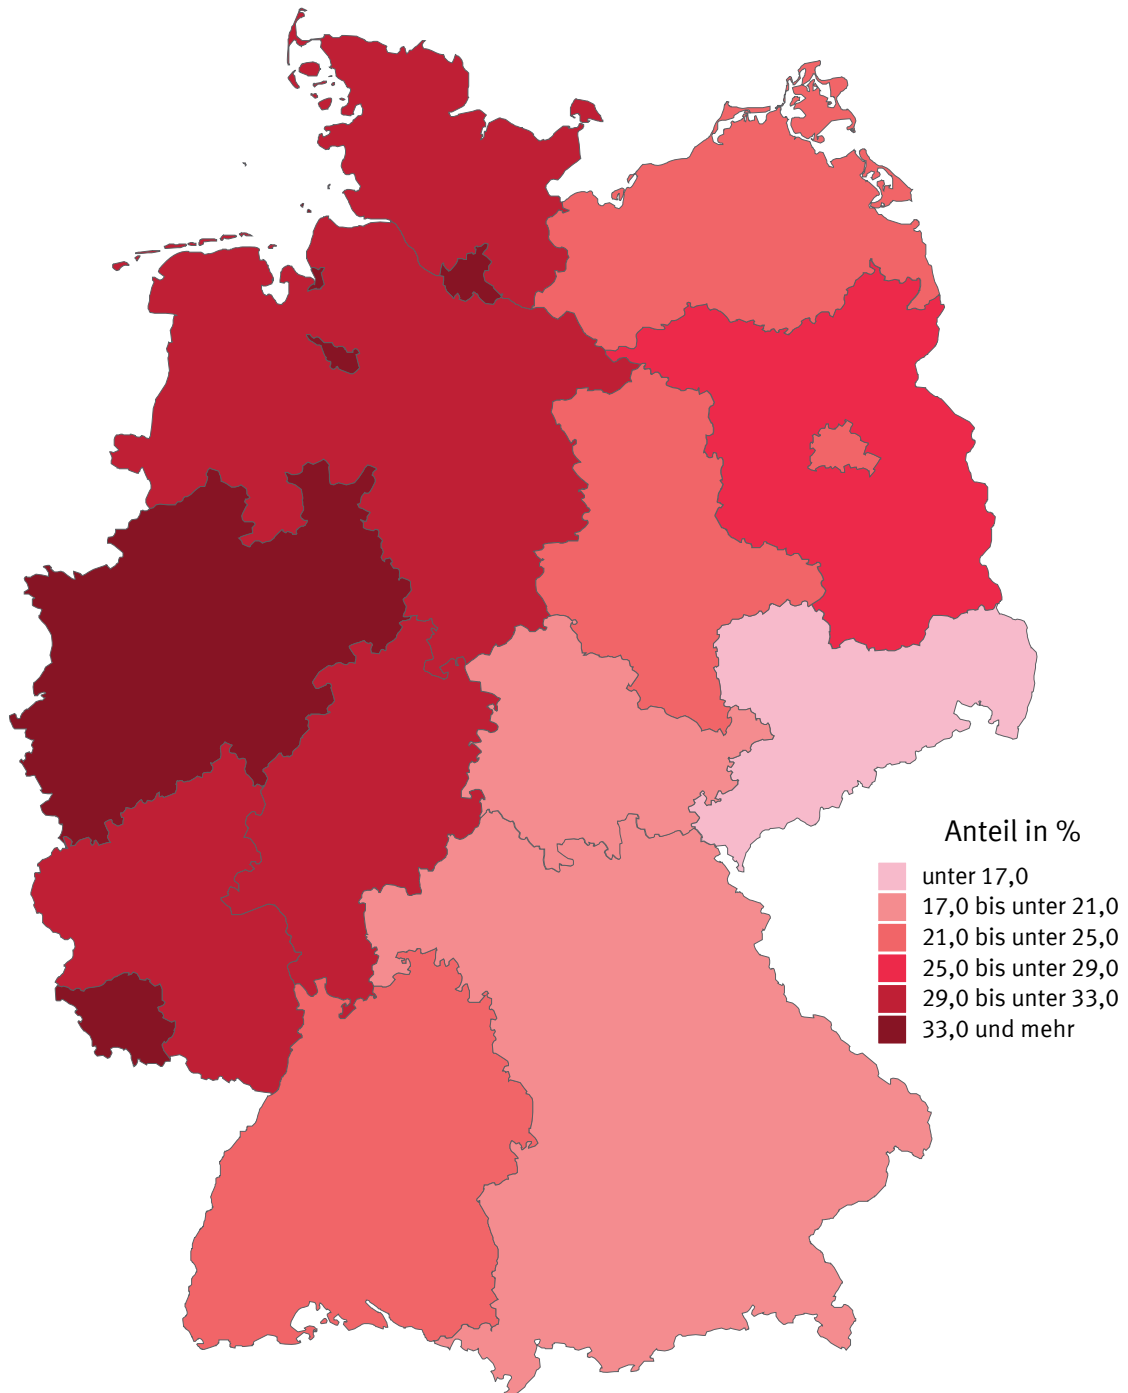 Anteil in %
unter 17,0
17,0 bis unter 21,0
21,0 bis unter 25,0
25,0 bis unter 29,0
29,0 bis unter 33,0
33,0 und mehr